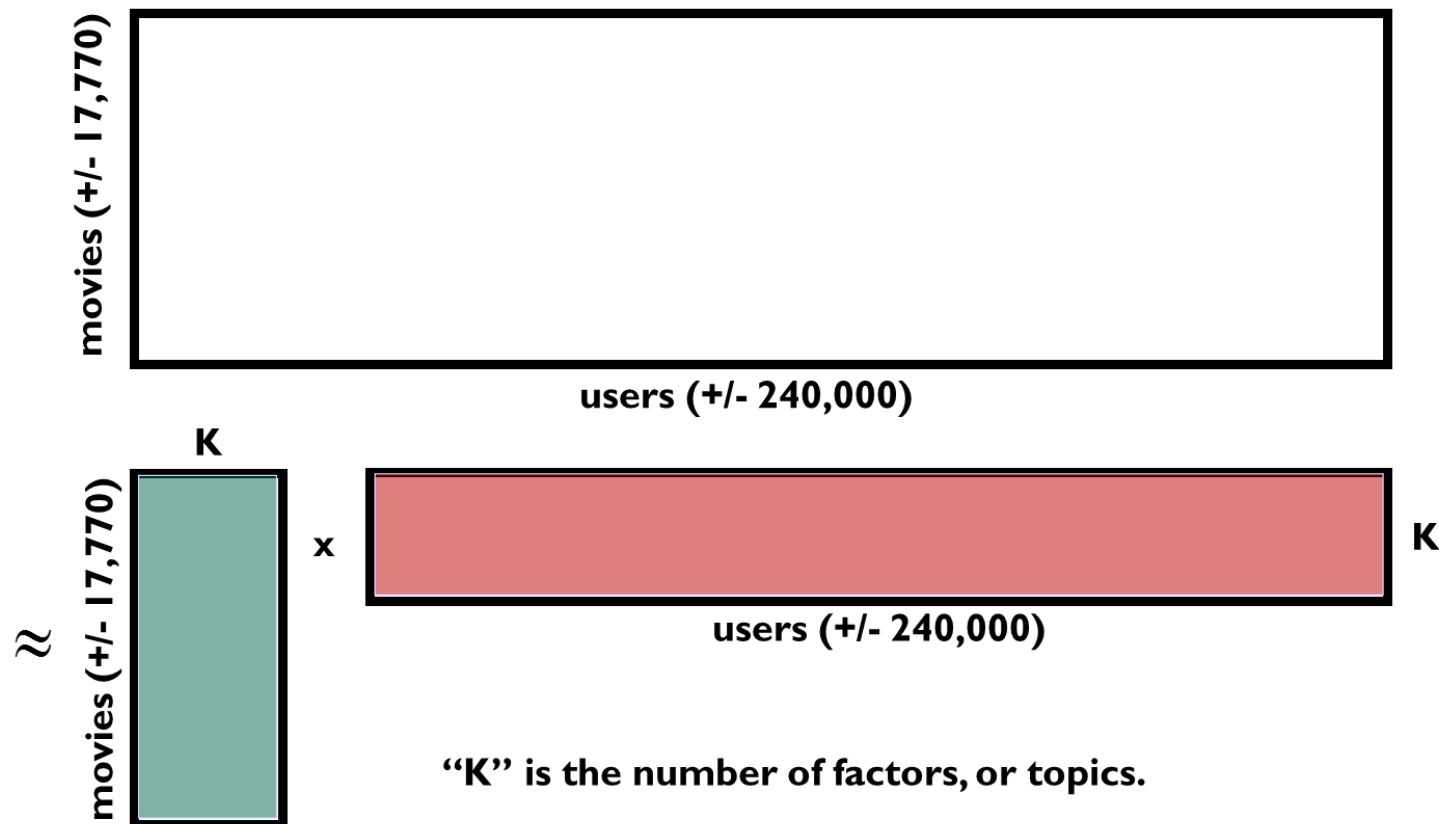 movies (+/- 17,770)
users (+/- 240,000)
K
≈
movies (+/- 17,770)
x
K
users (+/- 240,000)
“K” is the number of factors, or topics.